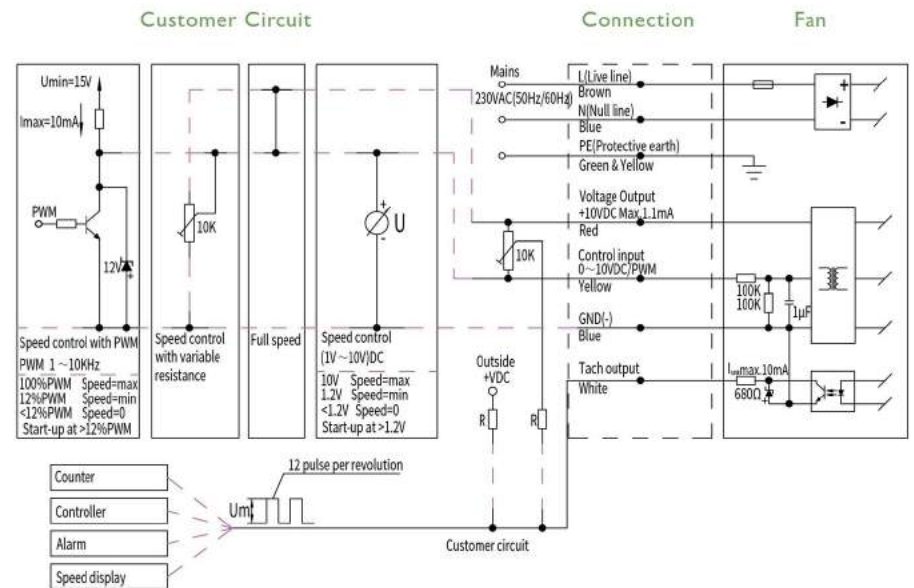 Customer Circuit
Connection
Fan
Umin=15V
Imax=10mA
PWM
12V
Speed control with PWM
PWM 1～10KHz
100%PWM Speed=max
12%PWM Speed=min
<12%PWM Speed=0
Start-up at >12%PWM
10K
Speed control
with variable
resistance
Full speed
+
U
-
Speed control
(1V～10V)DC
10V Speed=max
1.2V Speed=min
<1.2V Speed=0
Start-up at >1.2V
Mains
230VAC(50Hz/60Hz)
10K
Outside
+VDC
R
R
L(Live line)
Brown
N(Null line)
Blue
PE(Protective earth)
Green & Yellow
Voltage Output
+10VDC Max.1.1mA
Red
Control input
0～10VDC/PWM
Yellow
GND(-)
Blue
Tach output
White
+
-
100K
100K
1μF
max.10mA
680Ω
Counter
Controller
Alarm
Speed display
Um
12 pulse per revolution
Customer circuit